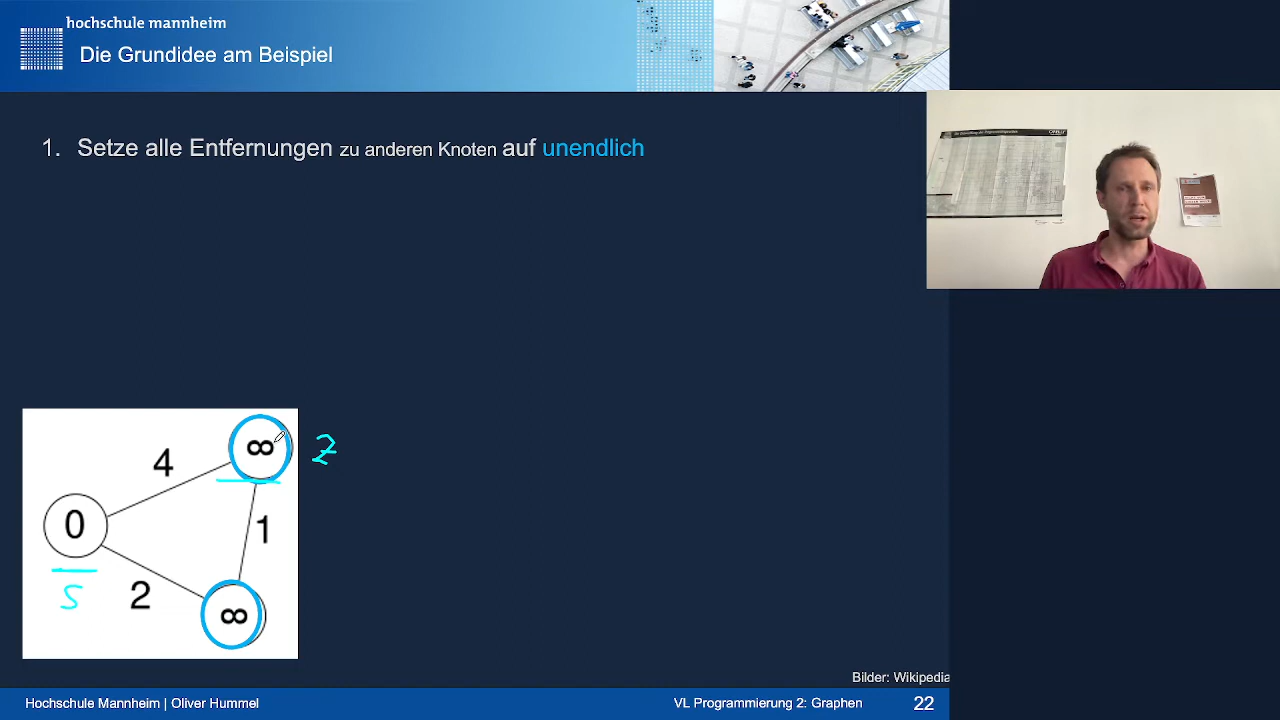 hochschule mannheim
Die Grundidee am Beispiel
1. Setze alle Entfernungen zu anderen Knoten auf unendlich
∞
Z
4
0
1
S
2
∞
Bilder: Wikipedia
Hochschule Mannheim | Oliver Hummel
VL Programmierung 2: Graphen
22